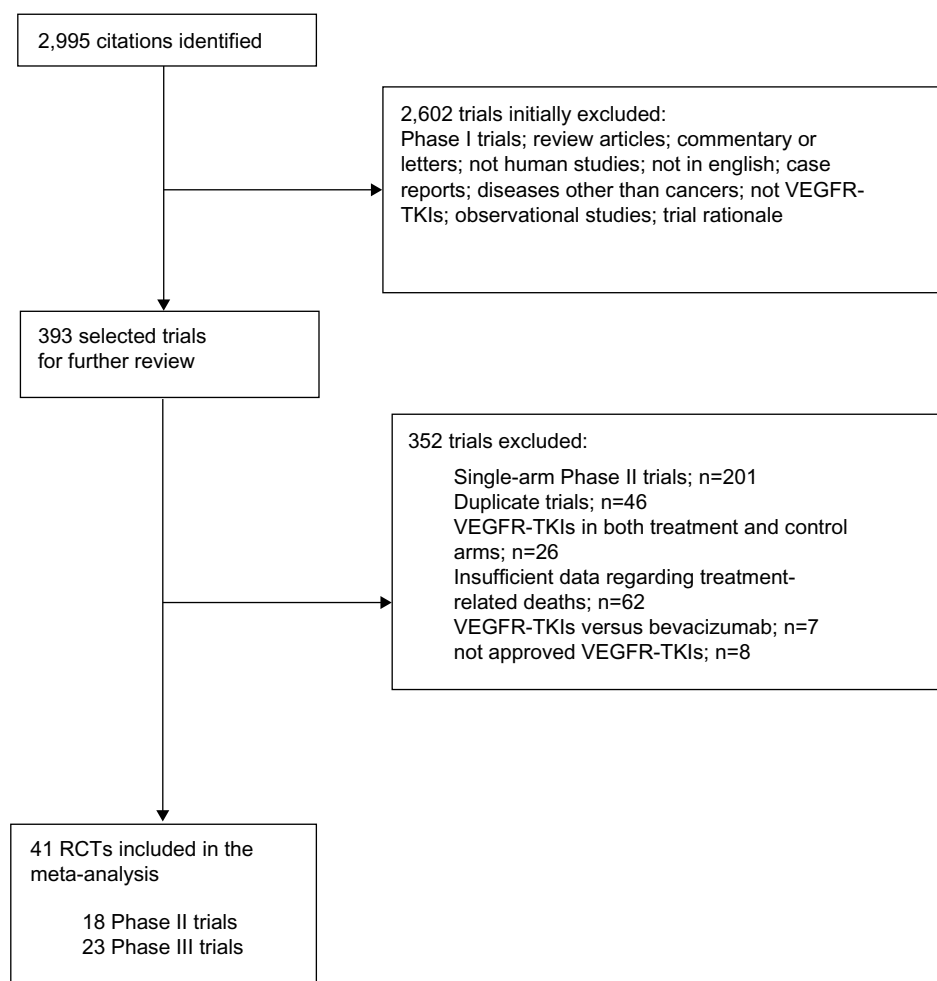 2,995 citations identified
2,602 trials initially excluded:
Phase I trials; review articles; commentary or
letters; not human studies; not in english; case
reports; diseases other than cancers; not VEGFR-
TKIs; observational studies; trial rationale
393 selected trials
for further review
352 trials excluded:
Single-arm Phase II trials; n=201
Duplicate trials; n=46
VEGFR-TKIs in both treatment and control
arms; n=26
Insufficient data regarding treatment-
related deaths; n=62
VEGFR-TKIs versus bevacizumab; n=7
not approved VEGFR-TKIs; n=8
41 RCTs included in the
meta-analysis
18 Phase II trials
23 Phase III trials